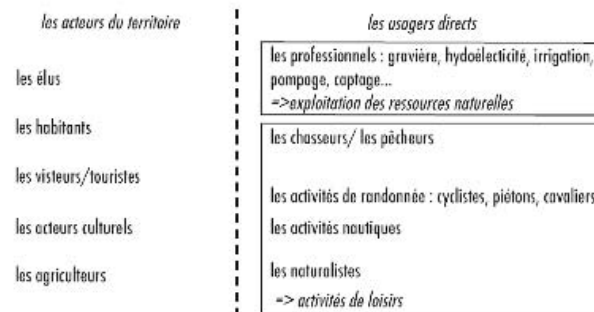 les acteurs du territoire
les élus
les habitants
les visteurs/touristes
les acteurs culturels
les agriculteurs
les usagers directs
les professionnels : gravière, hydoélecticité, irrigation,
pompage, captage...
=>exploitation des ressources naturelles
les chasseurs/ les pêcheurs
les activités de randonnée : cyclistes, piétons, cavaliers
les activités nautiques
les naturalistes
=> activités de loisirs